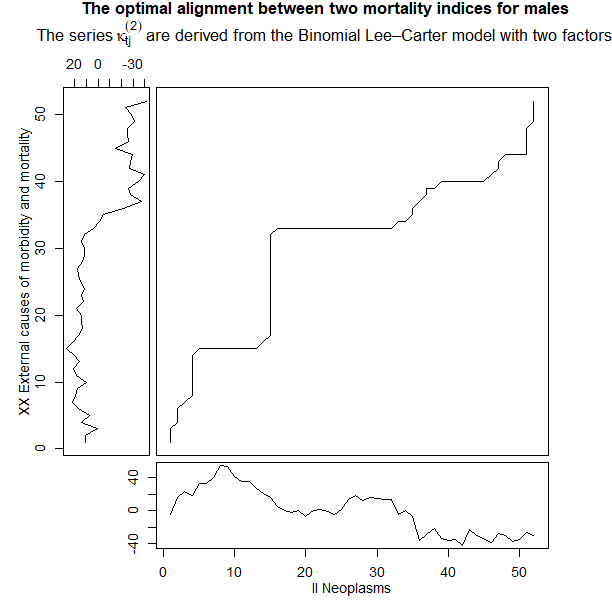 The optimal alignment between two mortality indices for males
The series κtj(2) are derived from the Binomial Lee–Carter model with two factors
20 0 -30
XX External causes of morbidity and mortality
50
40
30
20
10
0
40
0
-40
0 10 20 30 40 50
II Neoplasms